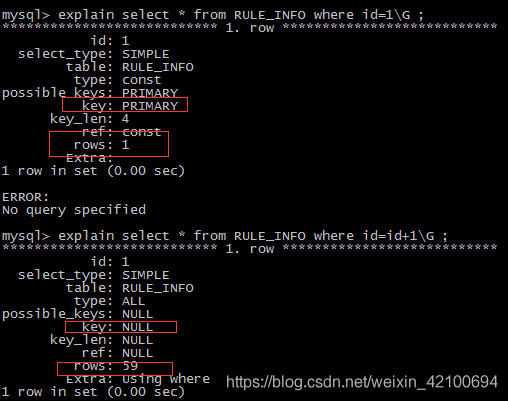 mysql> explain select * from RULE_INFO where id=1\G ;
*************************** 1. row ***************************
id: 1
select_type: SIMPLE
table: RULE_INFO
type: const
possible_keys: PRIMARY
key: PRIMARY
key_len: 4
ref: const
rows: 1
Extra:
1 row in set (0.00 sec)
ERROR:
No query specified
mysql> explain select * from RULE_INFO where id=id+1\G ;
*************************** 1. row ***************************
id: 1
select_type: SIMPLE
table: RULE_INFO
type: ALL
possible_keys: NULL
key: NULL
key_len: NULL
ref: NULL
rows: 59
Extra: Using where
1 row in set (0.00 sec)
https://blog.csdn.net/weixin_42100694